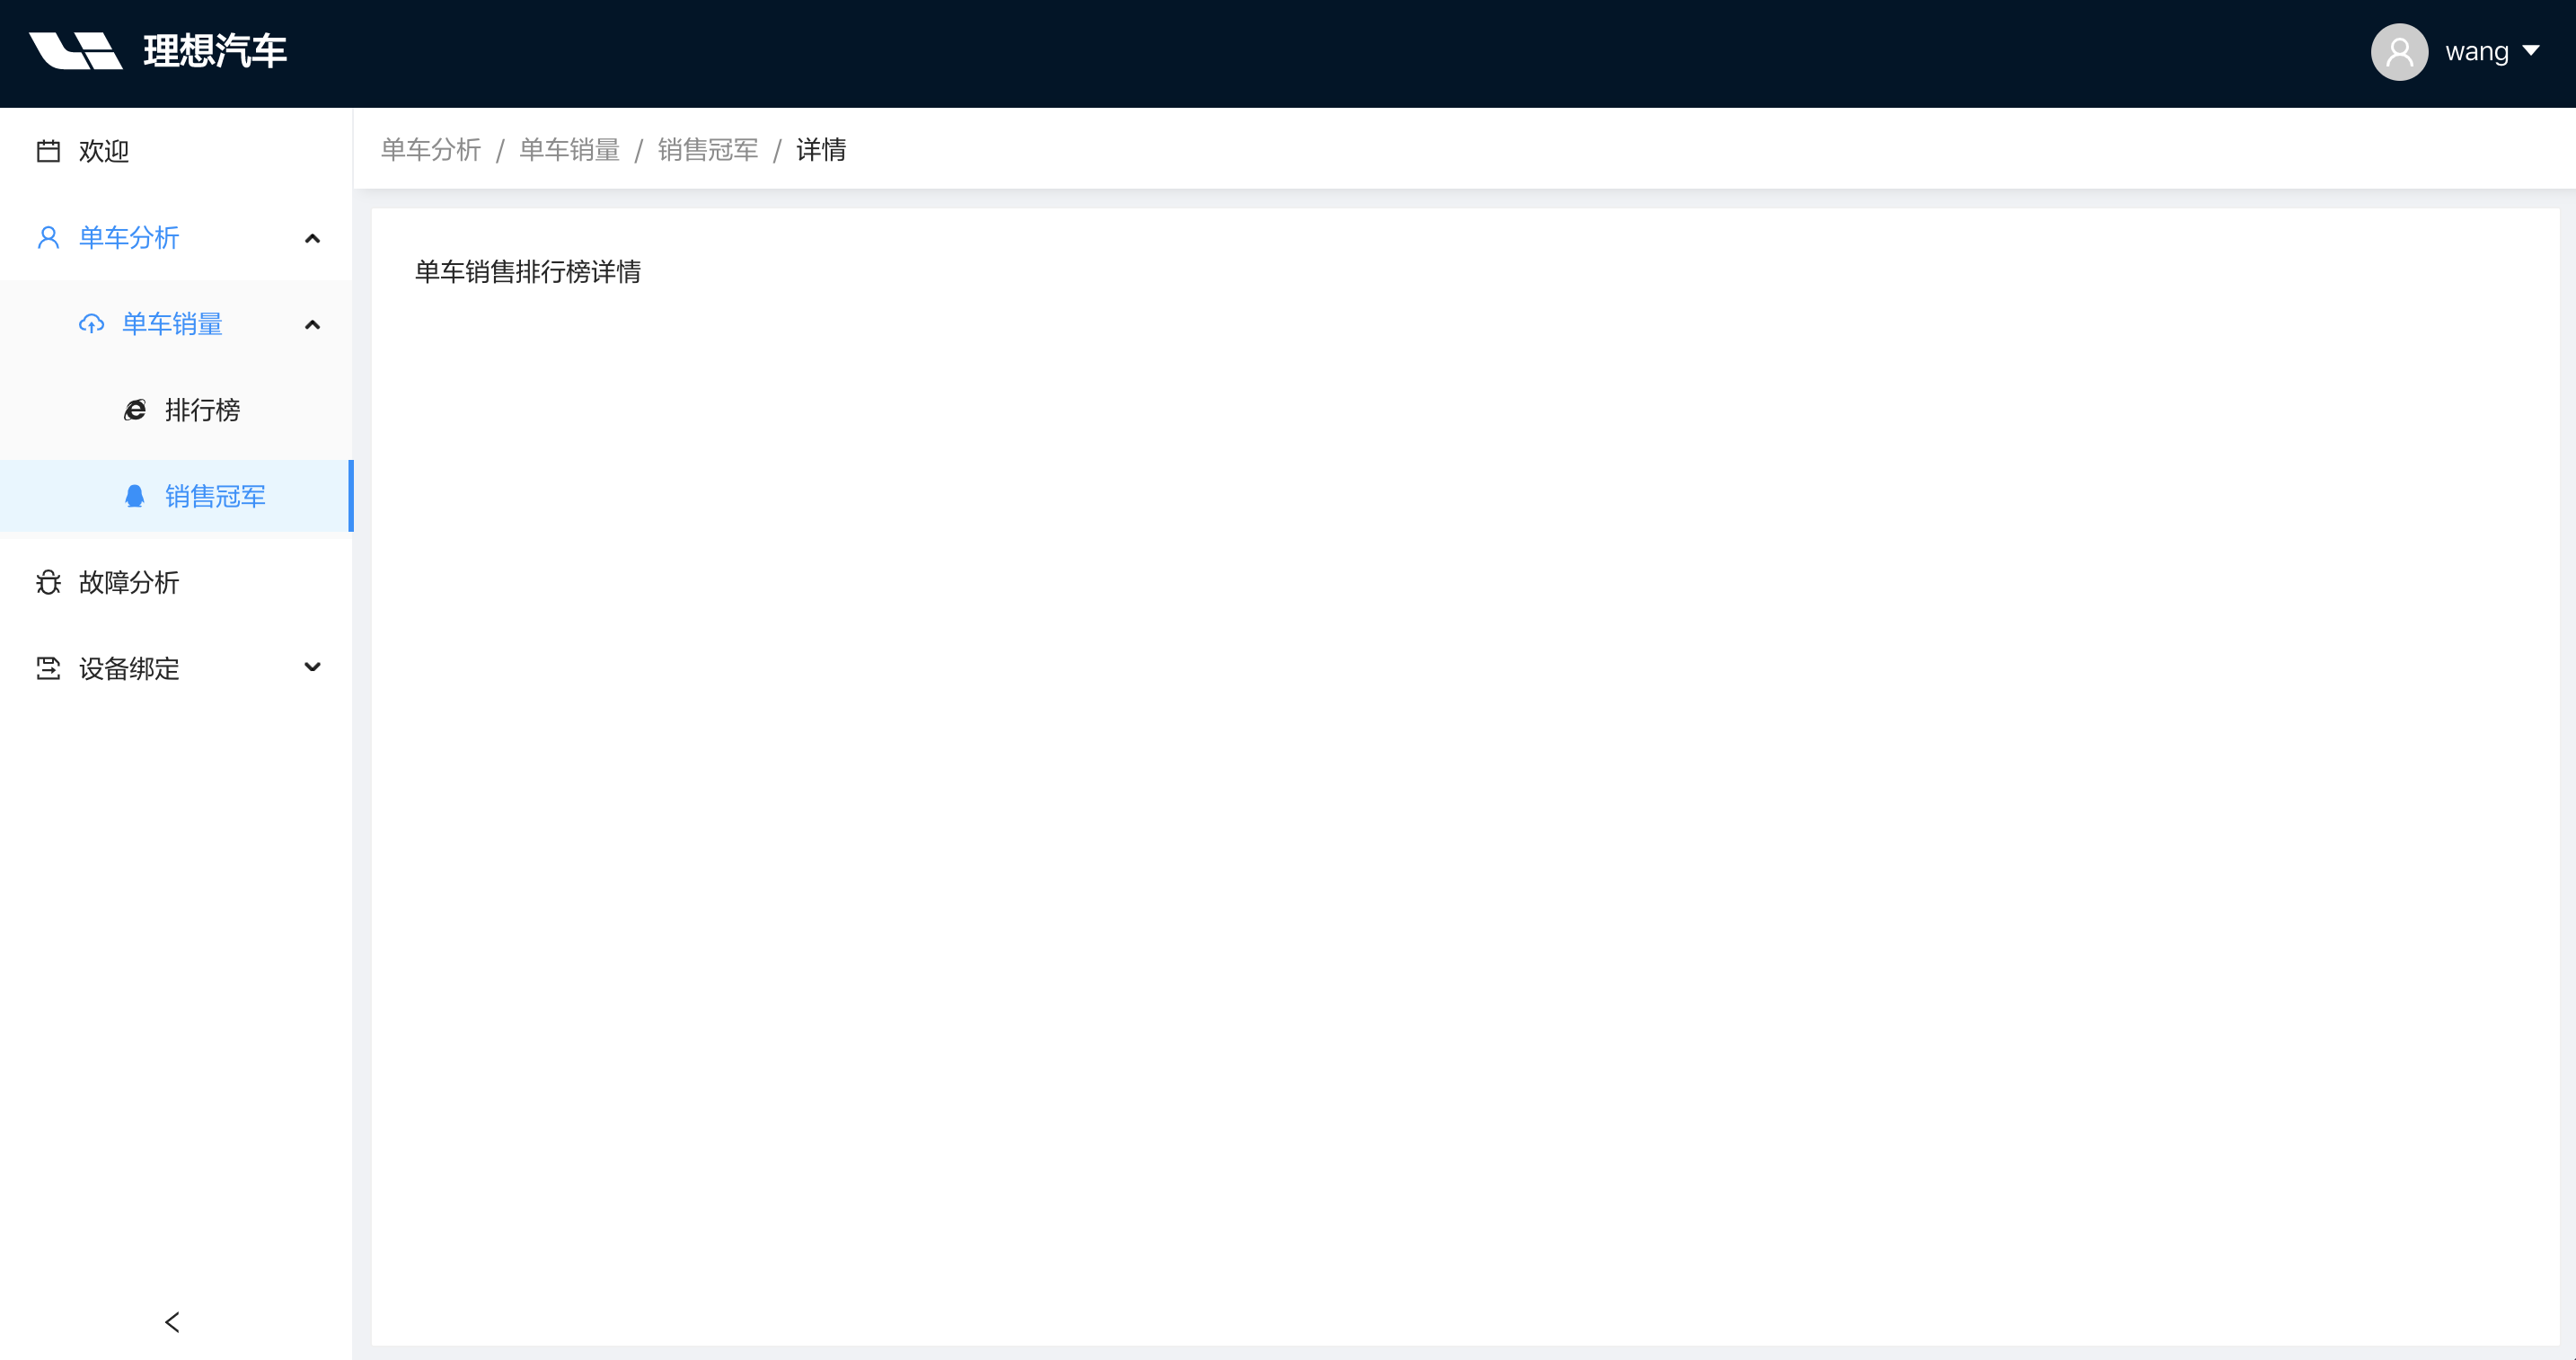 理想汽车
wang
欢迎
单车分析
单车销量
排行榜
销售冠军
故障分析
设备绑定
单车分析 / 单车销量 / 销售冠军 / 详情
单车销售排行榜详情